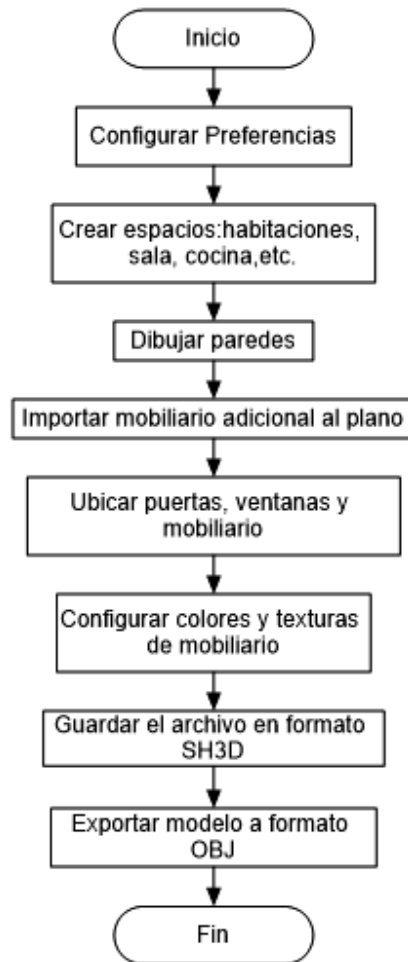 Inicio
Configurar Preferencias
Crear espacios:habitaciones,
sala, cocina,etc.
Dibujar paredes
Importar mobiliario adicional al plano
Ubicar puertas, ventanas y
mobiliario
Configurar colores y texturas
de mobiliario
Guardar el archivo en formato
SH3D
Exportar modelo a formato
OBJ
Fin